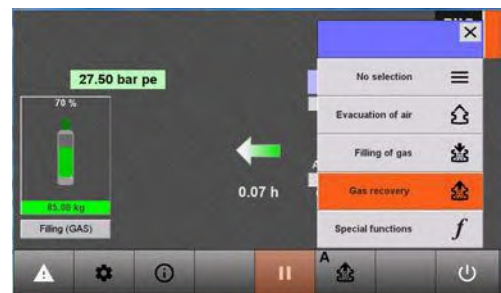 27.50 bar pe
70 %
85.00 kg
Filling (GAS)
0.07 h
No selection
Evacuation of air
Filling of gas
Gas recovery
Special functions
f
A